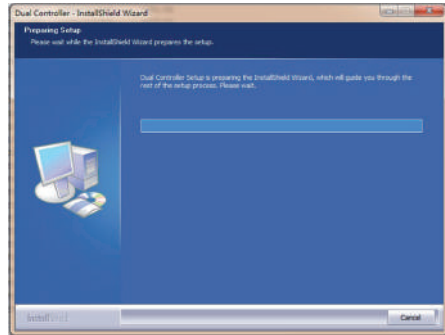 Dual Controller - InstallShield Wizard
Preparing Setup
Please wait while the InstallShield Wizard prepares the setup.
Dual Controller Setup is preparing the InstallShield Wizard, which will guide you through the
rest of the setup process. Please wait.
InstallShield
Cancel